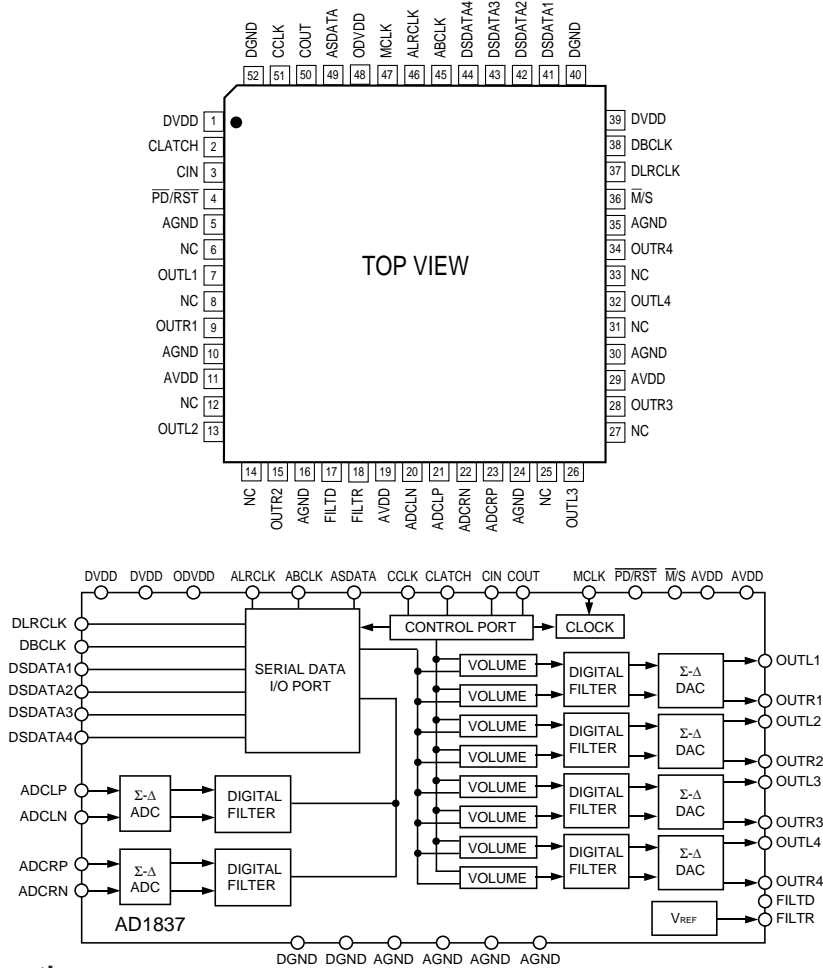 DGND CCLK COUT ASDATA ODVDD MCLK ALRCLK ABCLK DSDATA4 DSDATA3 DSDATA2 DSDATA1 DGND
52 51 50 49 48 47 46 45 44 43 42 41 40
DVDD 1
CLATCH 2
CIN 3
PD/RST 4
AGND 5
NC 6
OUTL1 7
NC 8
OUTR1 9
AGND 10
AVDD 11
NC 12
OUTL2 13
TOP VIEW
39 DVDD
38 DBCLK
37 DLRCLK
36 M/S
35 AGND
34 OUTR4
33 NC
32 OUTL4
31 NC
30 AGND
29 AVDD
28 OUTR3
27 NC
14 15 16 17 18 19 20 21 22 23 24 25 26
NC OUTR2 AGND FILTD FILTR AVDD ADCLN ADCLP ADCRN ADCRP AGND NC OUTL3
DVDD DVDD ODVDD ALRCLK ABCLK ASDATA CCLK CLATCH CIN COUT MCLK PD/RST M/S AVDD AVDD
DLRCLK
DBCLK
DSDATA1
DSDATA2
DSDATA3
DSDATA4
ADCLP
ADCLN
ADCRP
ADCRN
SERIAL DATA
I/O PORT
CONTROL PORT
CLOCK
Σ-Δ
ADC
DIGITAL
FILTER
Σ-Δ
ADC
DIGITAL
FILTER
VOLUME
VOLUME
VOLUME
VOLUME
VOLUME
VOLUME
VOLUME
VOLUME
DIGITAL
FILTER
DIGITAL
FILTER
DIGITAL
FILTER
DIGITAL
FILTER
Σ-Δ
DAC
Σ-Δ
DAC
Σ-Δ
DAC
Σ-Δ
DAC
OUTL1
OUTR1
OUTL2
OUTR2
OUTL3
OUTR3
OUTL4
OUTR4
FILTD
FILTR
VREF
AD1837
DGND DGND AGND AGND AGND AGND